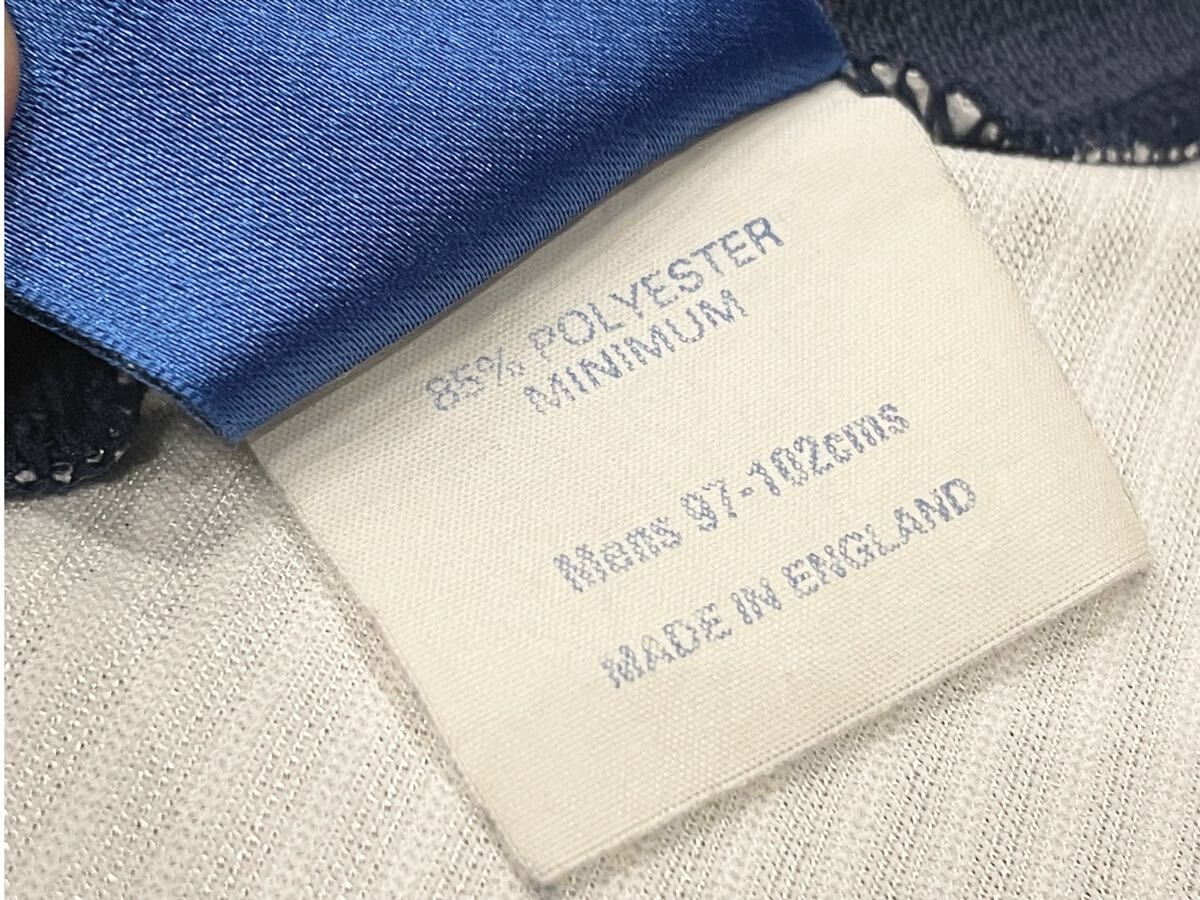 85% POLYESTER
MINIMUM
Mens 97-102cms
MADE IN ENGLAND